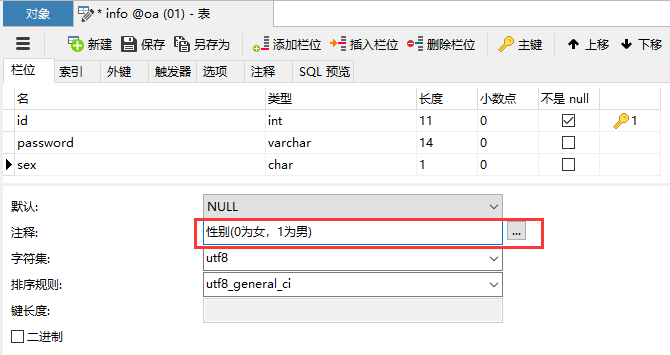 对象 * info @oa (01) - 表
新建 保存 另存为 添加栏位 插入栏位 删除栏位 主键 上移 下移
栏位 索引 外键 触发器 选项 注释 SQL 预览
名 类型 长度 小数点 不是 null
id int 11 0 1
password varchar 14 0
sex char 1 0
默认: NULL
注释: 性别(0为女，1为男) ...
字符集: utf8
排序规则: utf8_general_ci
键长度:
二进制